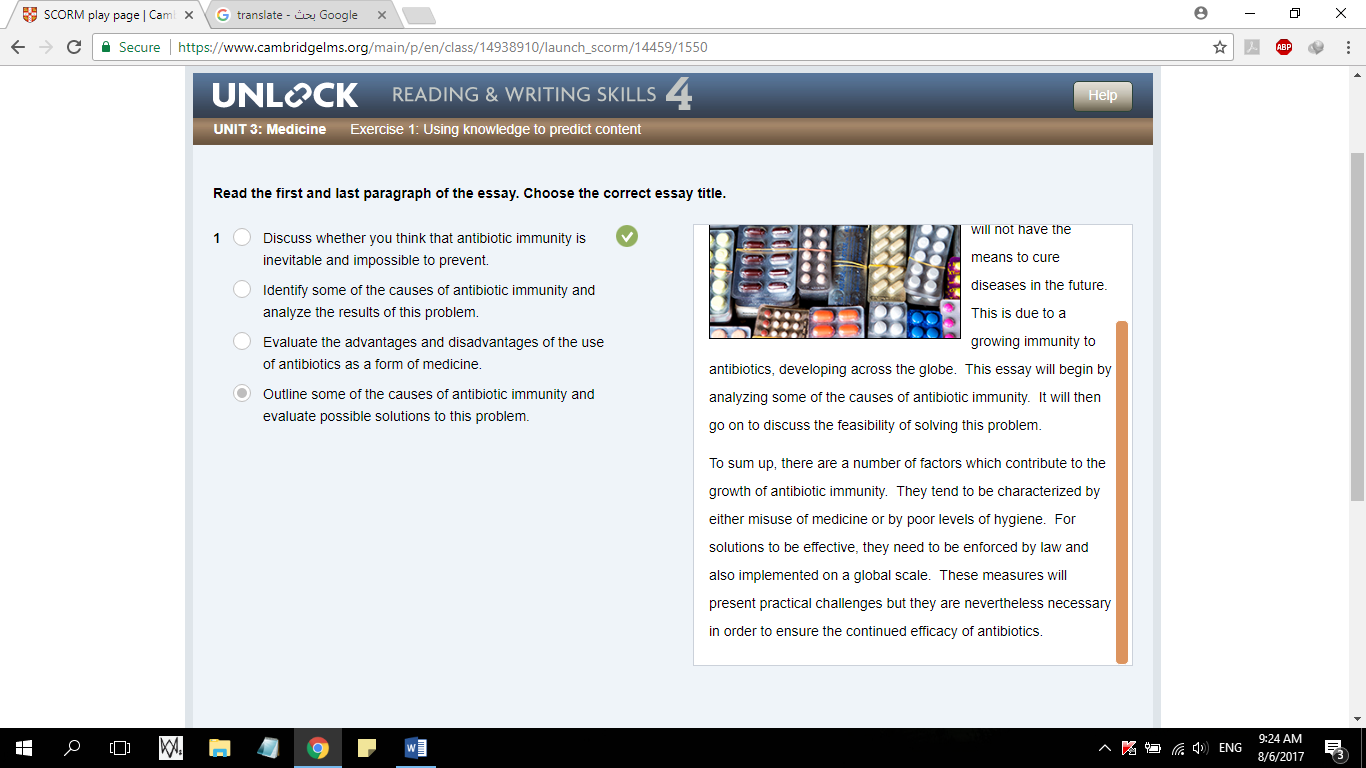 SCORM play page | Cam
translate - بحث Google
Secure
https://www.cambridgelms.org/main/p/en/class/14938910/launch_scorm/14459/1550
ABP
UNLOCK READING & WRITING SKILLS 4
Help
UNIT 3: Medicine Exercise 1: Using knowledge to predict content
Read the first and last paragraph of the essay. Choose the correct essay title.
1
Discuss whether you think that antibiotic immunity is
inevitable and impossible to prevent.
Identify some of the causes of antibiotic immunity and
analyze the results of this problem.
Evaluate the advantages and disadvantages of the use
of antibiotics as a form of medicine.
Outline some of the causes of antibiotic immunity and
evaluate possible solutions to this problem.
will not have the
means to cure
diseases in the future.
This is due to a
growing immunity to
antibiotics, developing across the globe. This essay will begin by
analyzing some of the causes of antibiotic immunity. It will then
go on to discuss the feasibility of solving this problem.
To sum up, there are a number of factors which contribute to the
growth of antibiotic immunity. They tend to be characterized by
either misuse of medicine or by poor levels of hygiene. For
solutions to be effective, they need to be enforced by law and
also implemented on a global scale. These measures will
present practical challenges but they are nevertheless necessary
in order to ensure the continued efficacy of antibiotics.
ENG
9:24 AM
8/6/2017
3